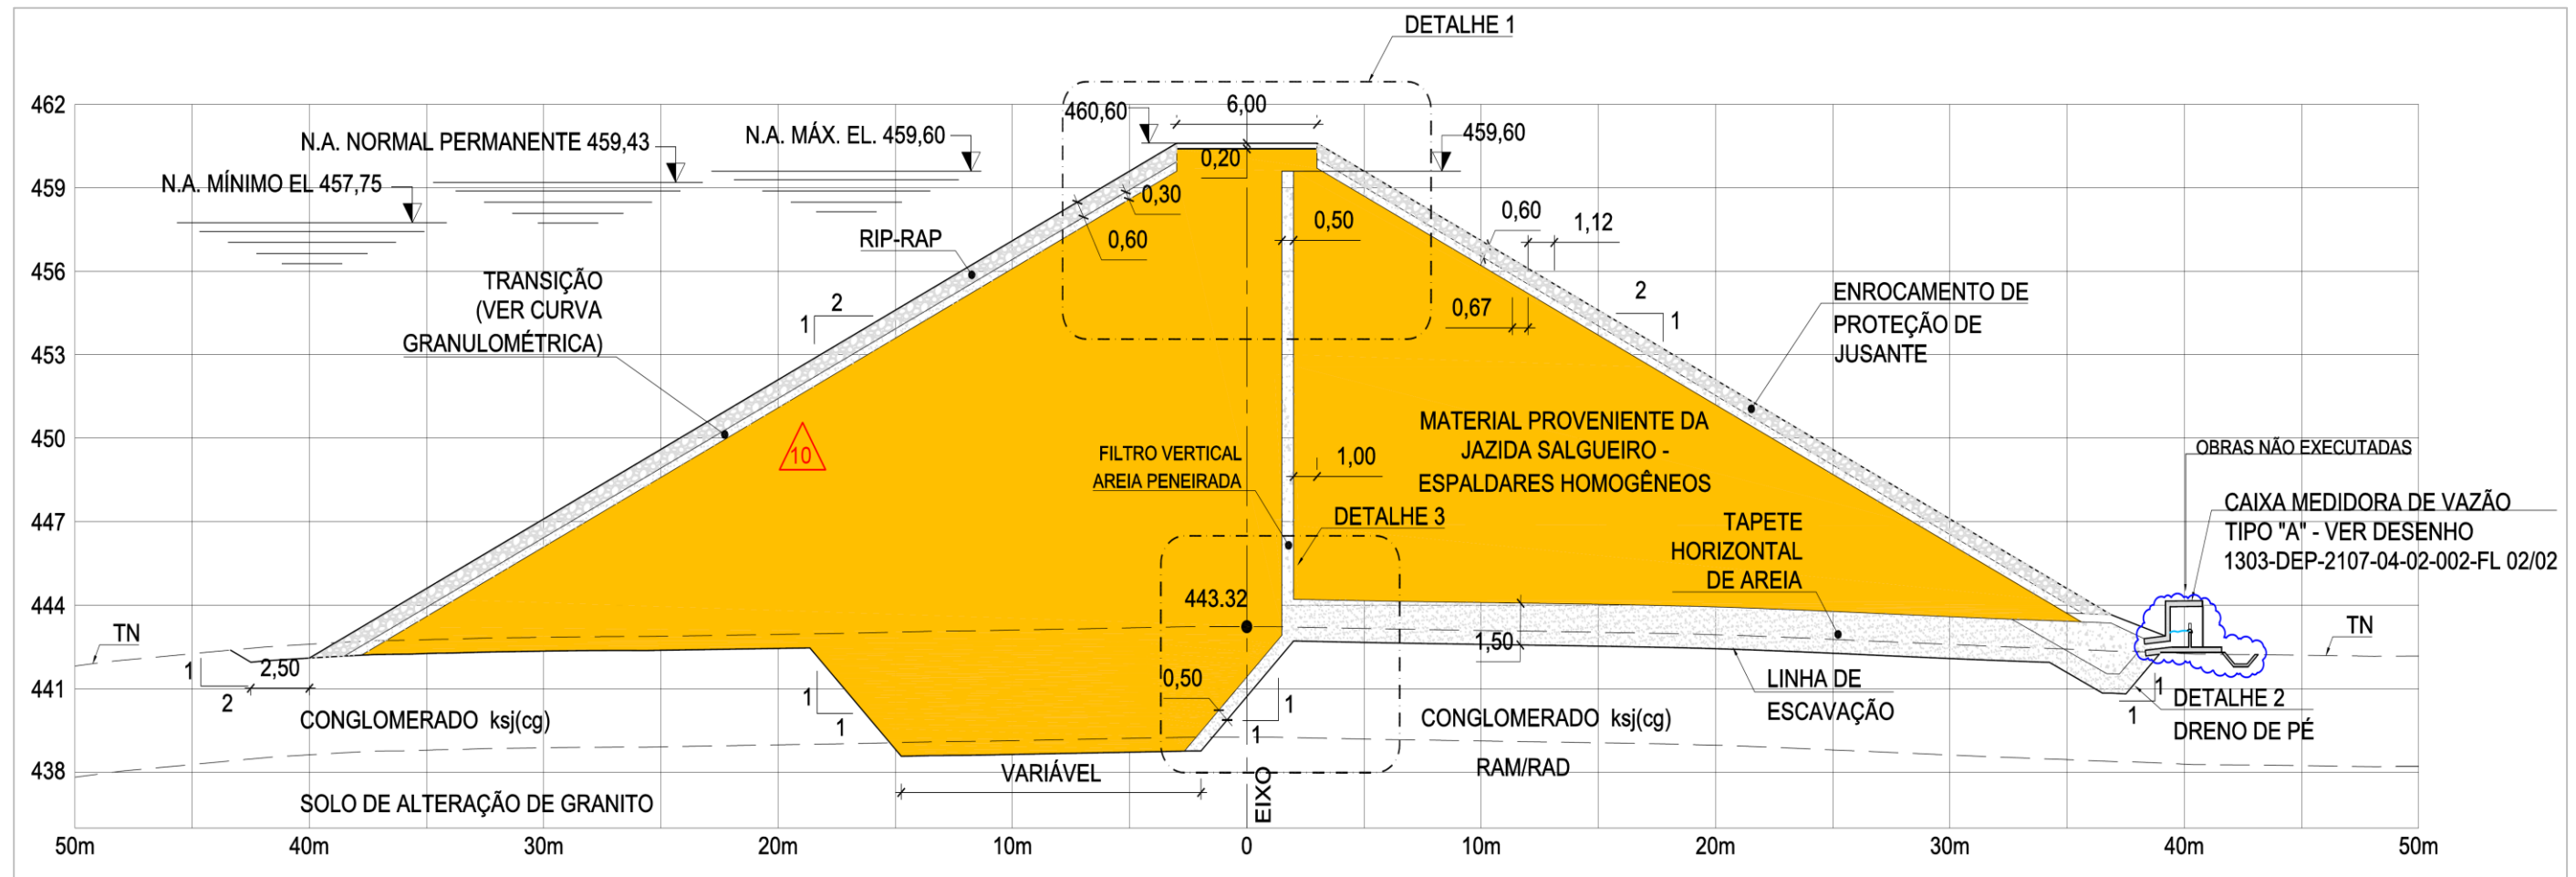 DETALHE 1
462
460,60
6,00
N.A. NORMAL PERMANENTE 459,43
N.A. MÁX. EL. 459,60
459,60
0,20
459
N.A. MÍNIMO EL 457,75
0,30
0,60
0,50
0,60
1,12
RIP-RAP
456
TRANSIÇÃO
(VER CURVA
GRANULOMÉTRICA)
2
1
0,67
2
1
ENROCAMENTO DE
PROTEÇÃO DE
JUSANTE
453
450
10
MATERIAL PROVENIENTE DA
JAZIDA SALGUEIRO -
ESPALDARES HOMOGÊNEOS
FILTRO VERTICAL
AREIA PENEIRADA
1,00
OBRAS NÃO EXECUTADAS
CAIXA MEDIDORA DE VAZÃO
TIPO "A" - VER DESENHO
1303-DEP-2107-04-02-002-FL 02/02
447
DETALHE 3
TAPETE
HORIZONTAL
DE AREIA
444
443.32
TN
TN
1,50
1
2,50
2
441
0,50
1
1
1
1
LINHA DE
ESCAVAÇÃO
1
1
DETALHE 2
DRENO DE PÉ
CONGLOMERADO ksj(cg)
CONGLOMERADO ksj(cg)
438
VARIÁVEL
RAM/RAD
EIXO
SOLO DE ALTERAÇÃO DE GRANITO
50m
40m
30m
20m
10m
0
10m
20m
30m
40m
50m